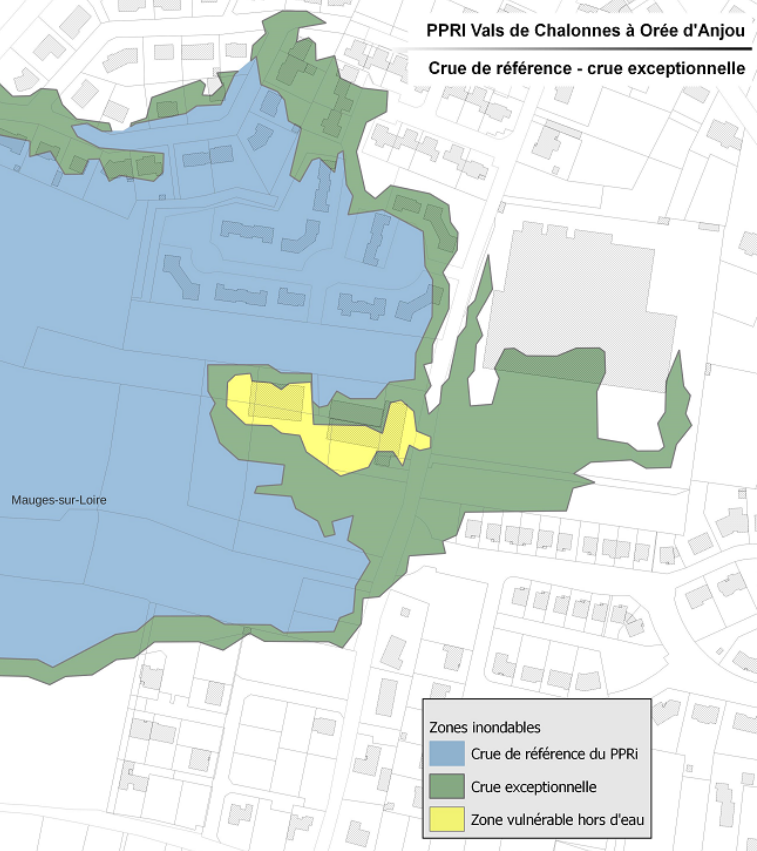 PPRI Vals de Chalonnes à Orée d'Anjou
Crue de référence - crue exceptionnelle
Mauges-sur-Loire
Zones inondables
Crue de référence du PPRi
Crue exceptionnelle
Zone vulnérable hors d'eau